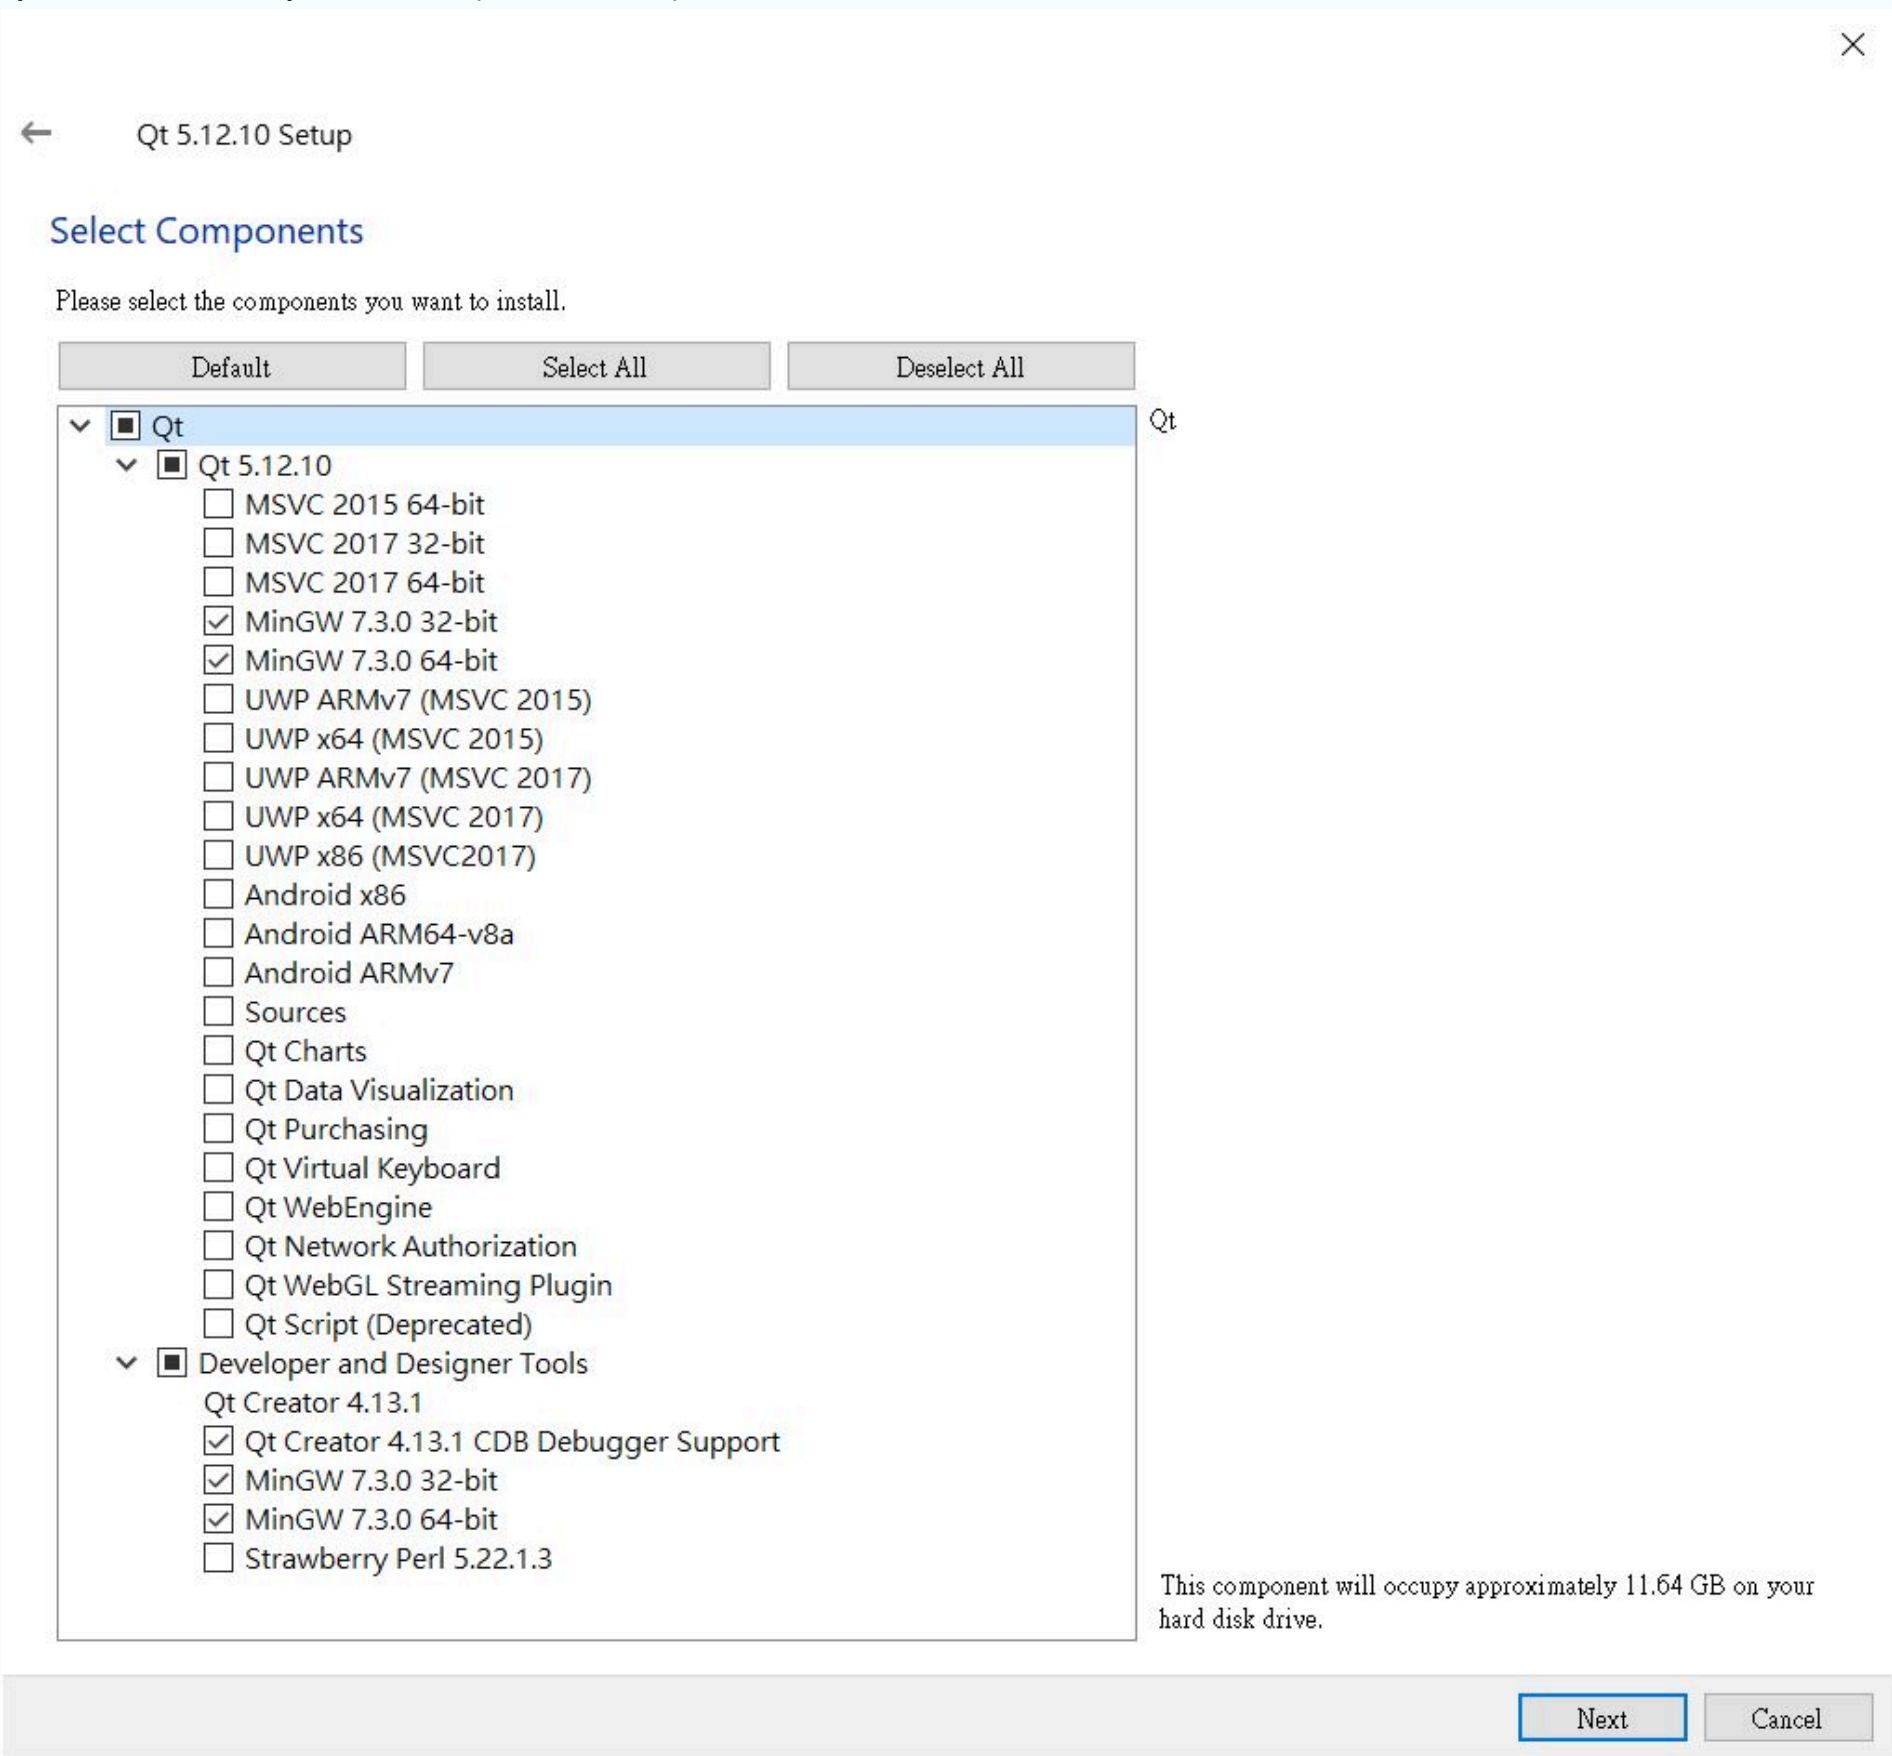 Qt 5.12.10 Setup
Select Components
Please select the components you want to install.
Default
Select All
Deselect All
Qt
Qt
Qt 5.12.10
MSVC 2015 64-bit
MSVC 2017 32-bit
MSVC 2017 64-bit
MinGW 7.3.0 32-bit
MinGW 7.3.0 64-bit
UWP ARMv7 (MSVC 2015)
UWP x64 (MSVC 2015)
UWP ARMv7 (MSVC 2017)
UWP x64 (MSVC 2017)
UWP x86 (MSVC2017)
Android x86
Android ARM64-v8a
Android ARMv7
Sources
Qt Charts
Qt Data Visualization
Qt Purchasing
Qt Virtual Keyboard
Qt WebEngine
Qt Network Authorization
Qt WebGL Streaming Plugin
Qt Script (Deprecated)
Developer and Designer Tools
Qt Creator 4.13.1
Qt Creator 4.13.1 CDB Debugger Support
MinGW 7.3.0 32-bit
MinGW 7.3.0 64-bit
Strawberry Perl 5.22.1.3
This component will occupy approximately 11.64 GB on your
hard disk drive.
Next
Cancel